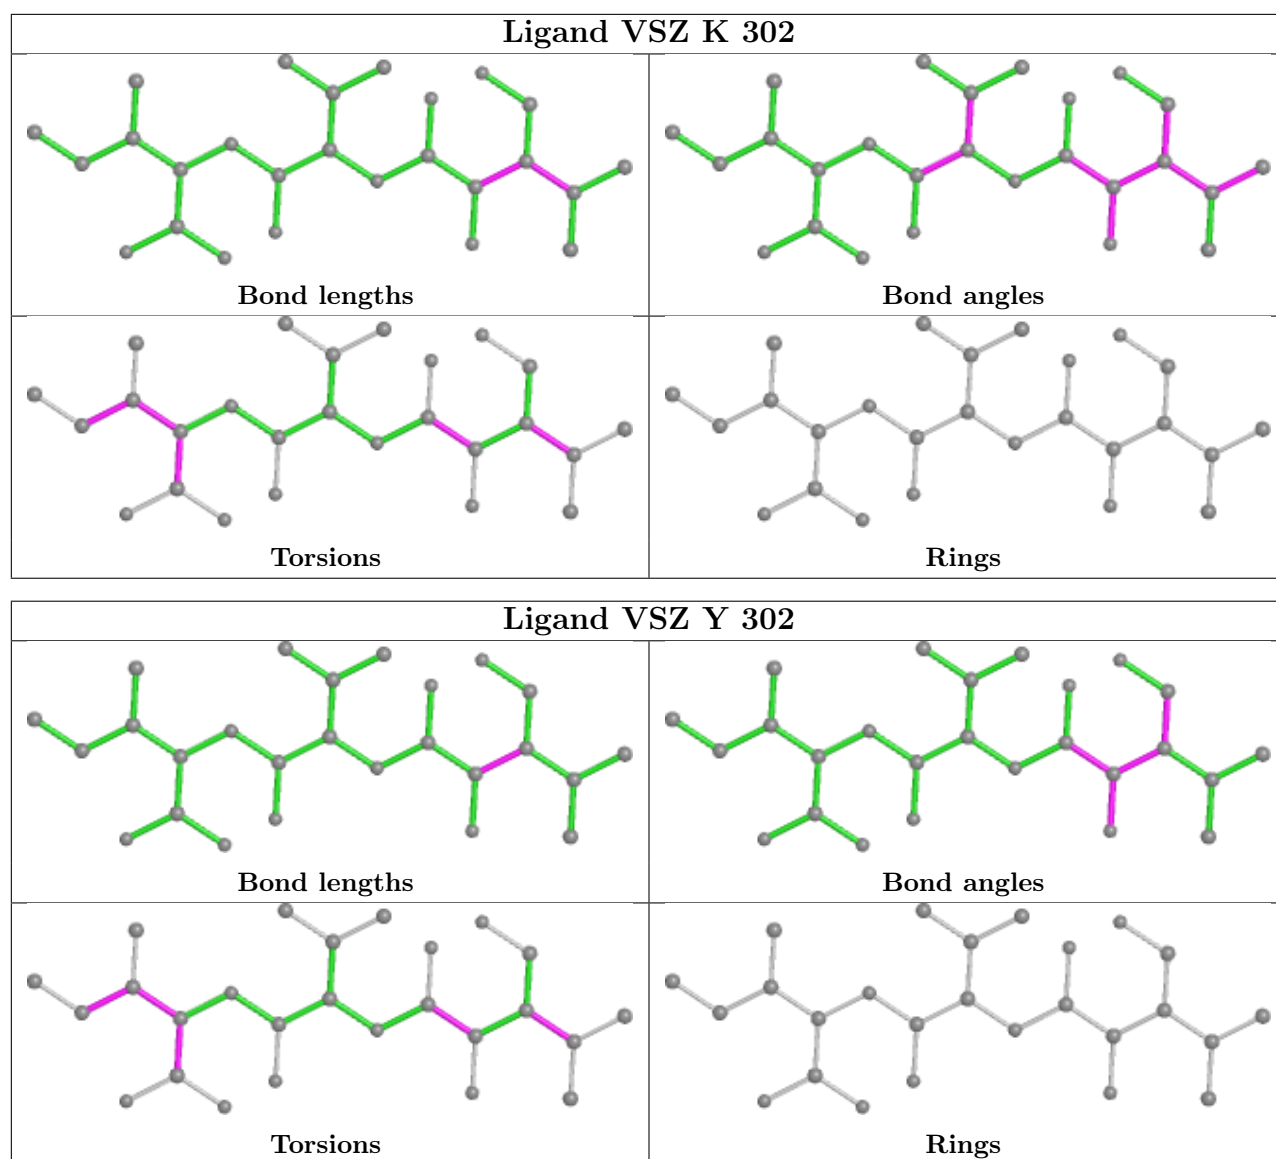 Ligand VSZ K 302
Bond lengths
Bond angles
Torsions
Rings
Ligand VSZ Y 302
Bond lengths
Bond angles
Torsions
Rings